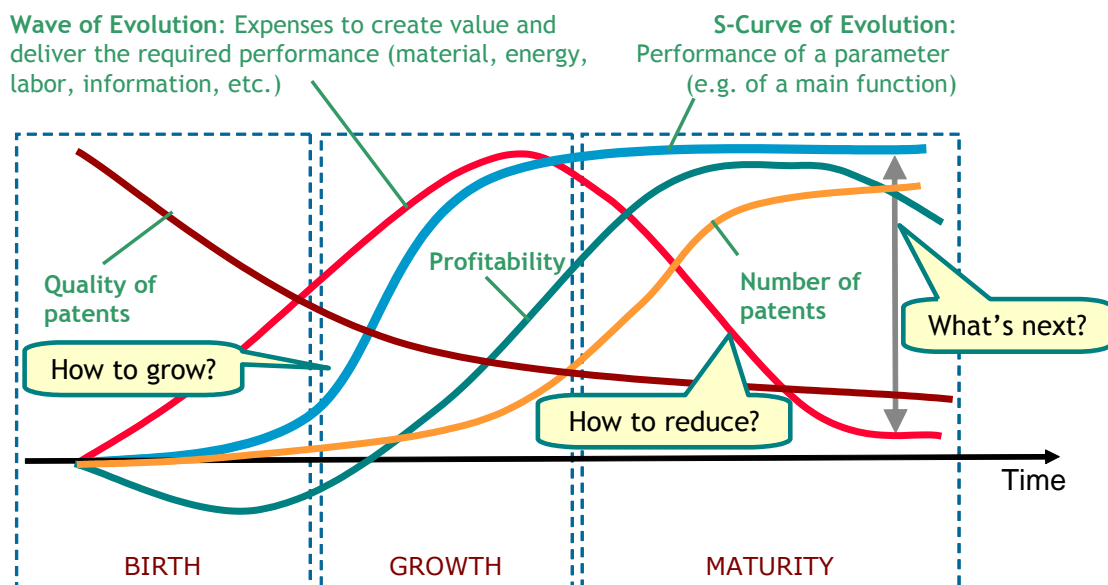 Wave of Evolution: Expenses to create value and
deliver the required performance (material, energy,
labor, information, etc.)
S-Curve of Evolution:
Performance of a parameter
(e.g. of a main function)
Quality of
patents
Profitability
Number of
patents
What's next?
How to grow?
How to reduce?
Time
BIRTH
GROWTH
MATURITY